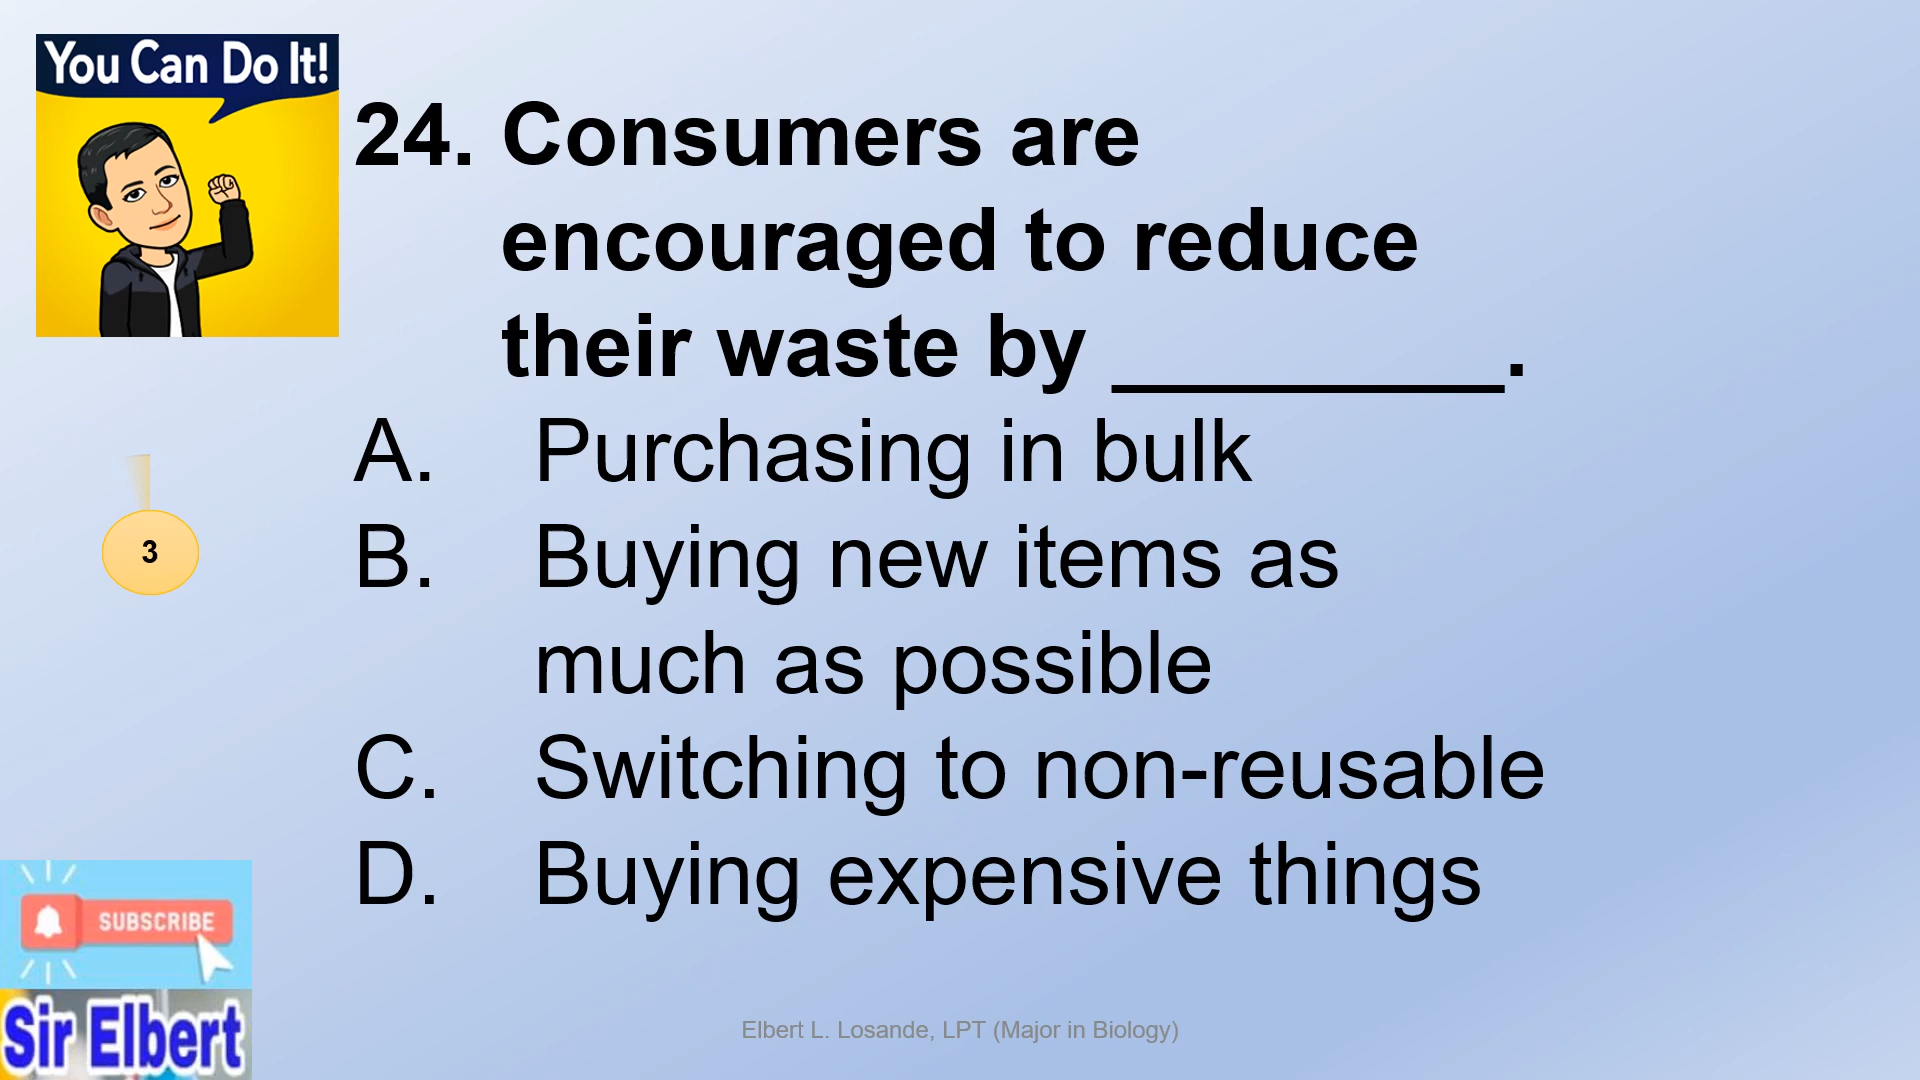 You Can Do It!
24. Consumers are
encouraged to reduce
their waste by ________.
A. Purchasing in bulk
B. Buying new items as
much as possible
C. Switching to non-reusable
D. Buying expensive things
3
SUBSCRIBE
Sir Elbert
Elbert L. Losande, LPT (Major in Biology)